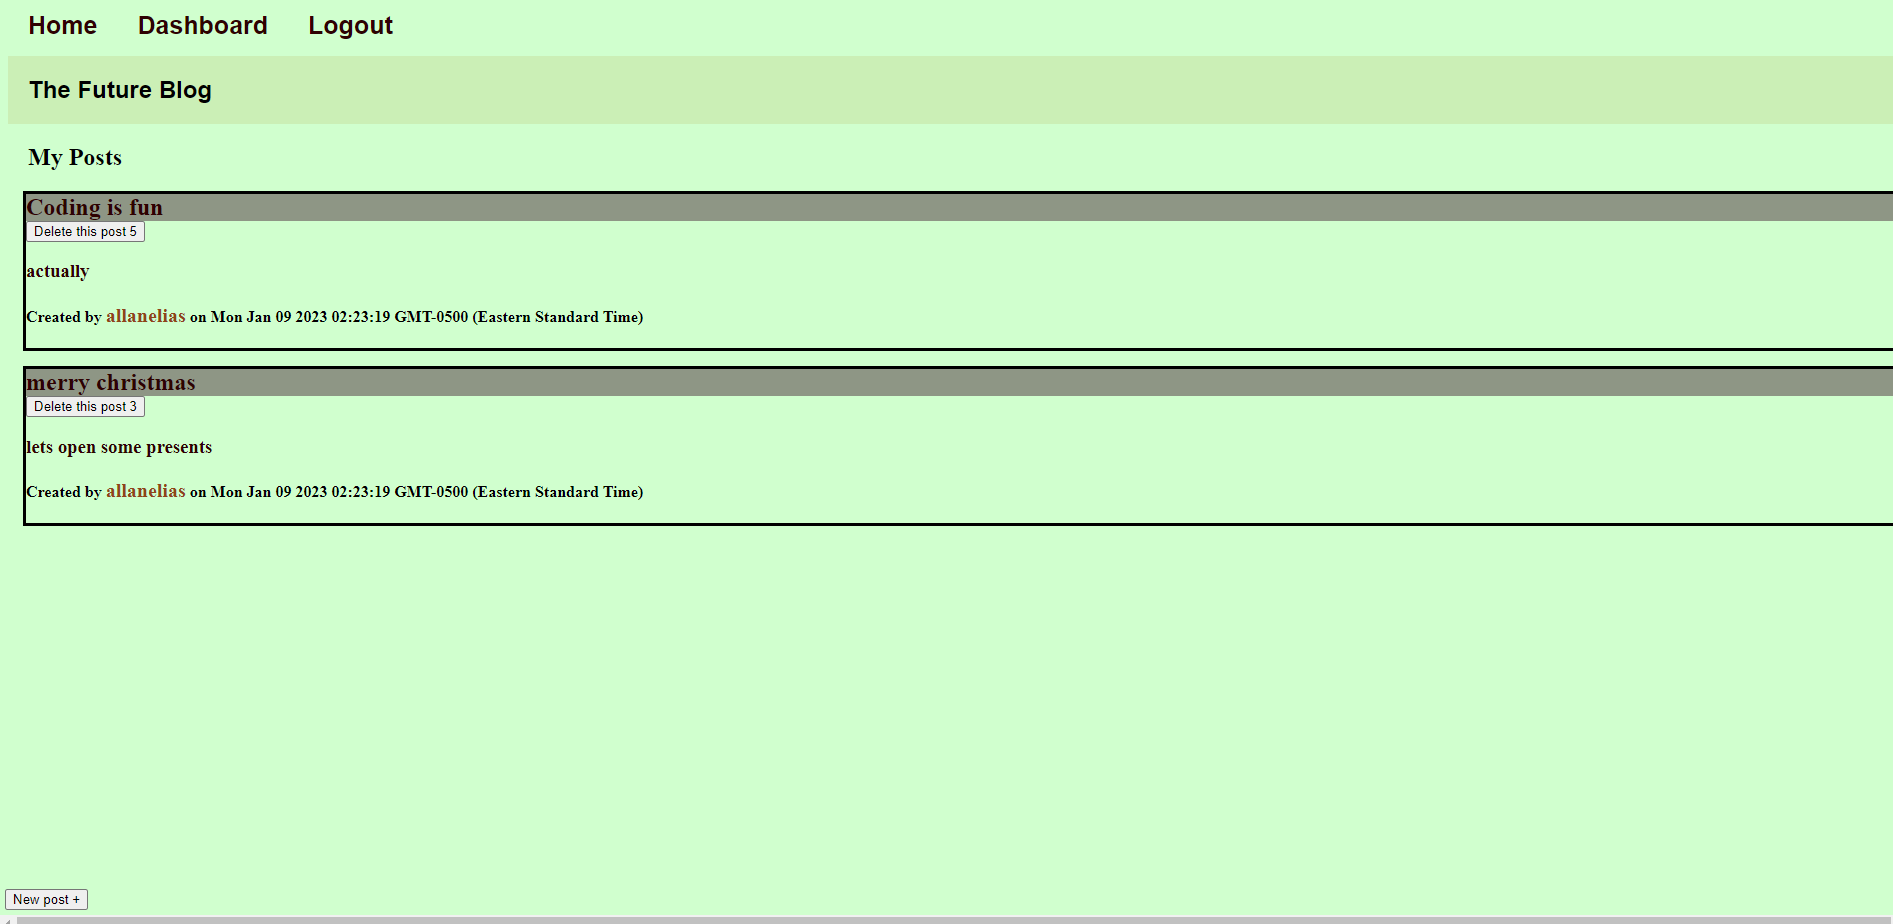 Home Dashboard Logout
The Future Blog
My Posts
Coding is fun
Delete this post 5
actually
Created by allanelias on Mon Jan 09 2023 02:23:19 GMT-0500 (Eastern Standard Time)
merry christmas
Delete this post 3
lets open some presents
Created by allanelias on Mon Jan 09 2023 02:23:19 GMT-0500 (Eastern Standard Time)
New post +